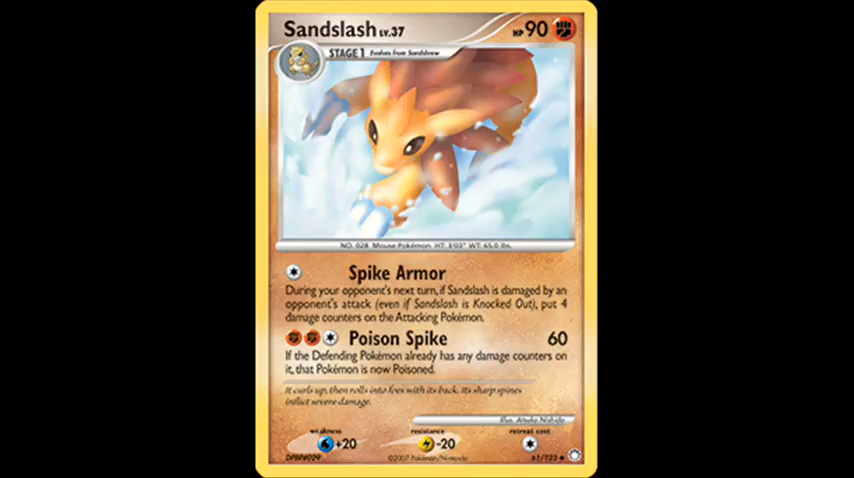 Sandslash LV.37 HP 90
STAGE 1 Evolves from Sandshrew
NO. 028 Mouse Pokémon HT: 3'03" WT: 65.0 lbs.
Spike Armor
During your opponent's next turn, if Sandslash is damaged by an
opponent's attack (even if Sandslash is Knocked Out), put 4
damage counters on the Attacking Pokémon.
Poison Spike 60
If the Defending Pokémon already has any damage counters on
it, that Pokémon is now Poisoned.
It curls up, then rolls into foes with its back. Its sharp spines
inflict severe damage.
Illus. Atsuko Nishida
weakness resistance retreat cost
+20 -20
DPBP#029 ©2007 Pokémon/Nintendo 61/123